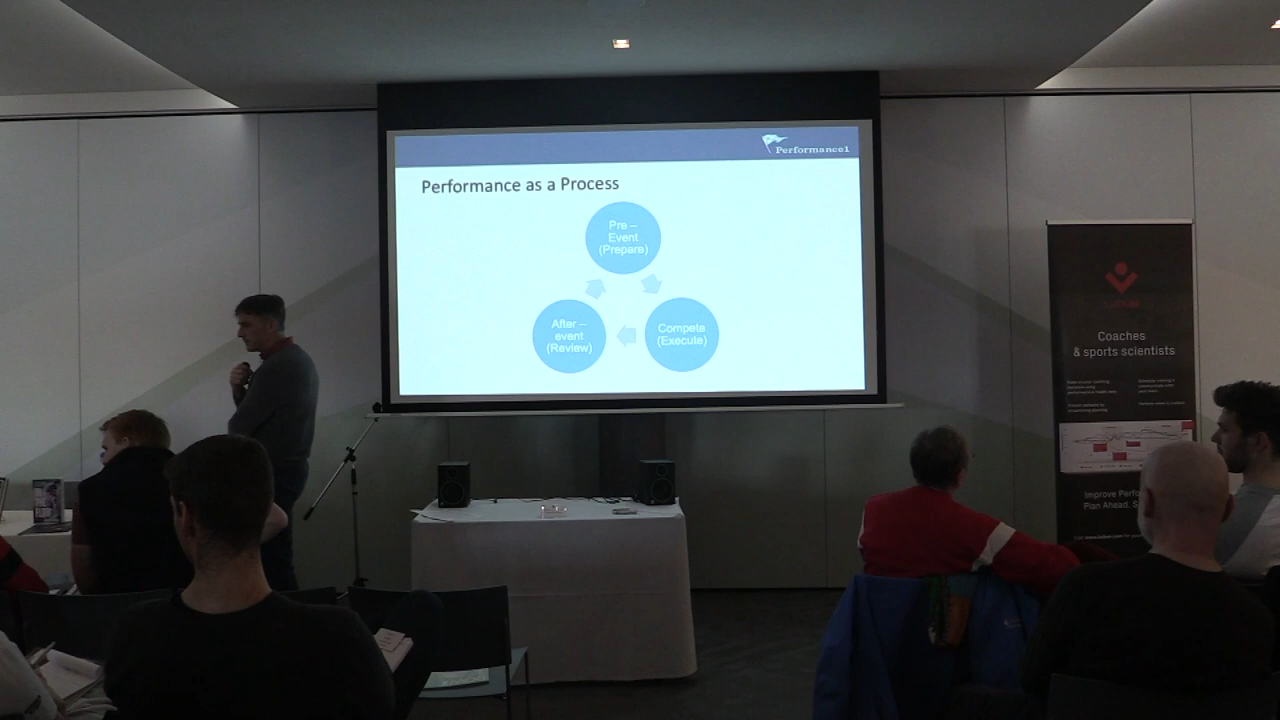 Performance1
Performance as a Process
Pre –
Event
(Prepare)
After –
event
(Review)
Compete
(Execute)
Coaches
& sports scientists
Improve Perfo
Plan Ahead. S